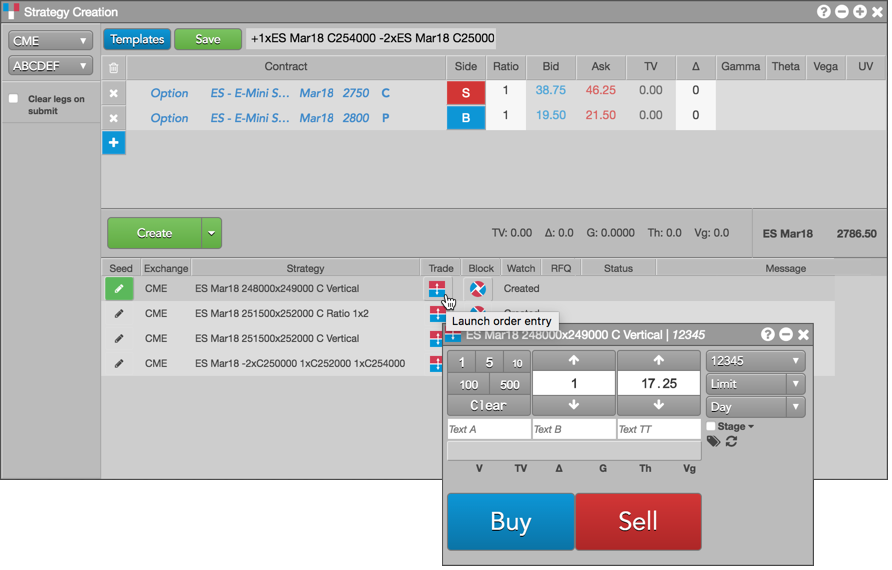 Strategy Creation
CME
Templates Save +1xES Mar18 C254000 -2xES Mar18 C25000
ABCDEF
Clear legs on
submit
Contract Side Ratio Bid Ask TV Δ Gamma Theta Vega UV
Option ES - E-Mini S... Mar18 2750 C S 1 38.75 46.25 0.00 0
Option ES - E-Mini S... Mar18 2800 P B 1 19.50 21.50 0.00 0
Create TV: 0.00 Δ: 0.0 G: 0.0000 Th: 0.0 Vg: 0.0 ES Mar18 2786.50
Seed Exchange Strategy Trade Block Watch RFQ Status Message
CME ES Mar18 248000x249000 C Vertical Created
CME ES Mar18 251500x252000 C Ratio 1x2
CME ES Mar18 251500x252000 C Vertical
CME ES Mar18 -2xC250000 1xC252000 1xC254000
Launch order entry
ES Mar18 248000x249000 C Vertical | 12345
1 5 10
100 500
Clear
1
17.25
12345
Limit
Day
Text A Text B Text TT
Stage
V TV Δ G Th Vg
Buy Sell